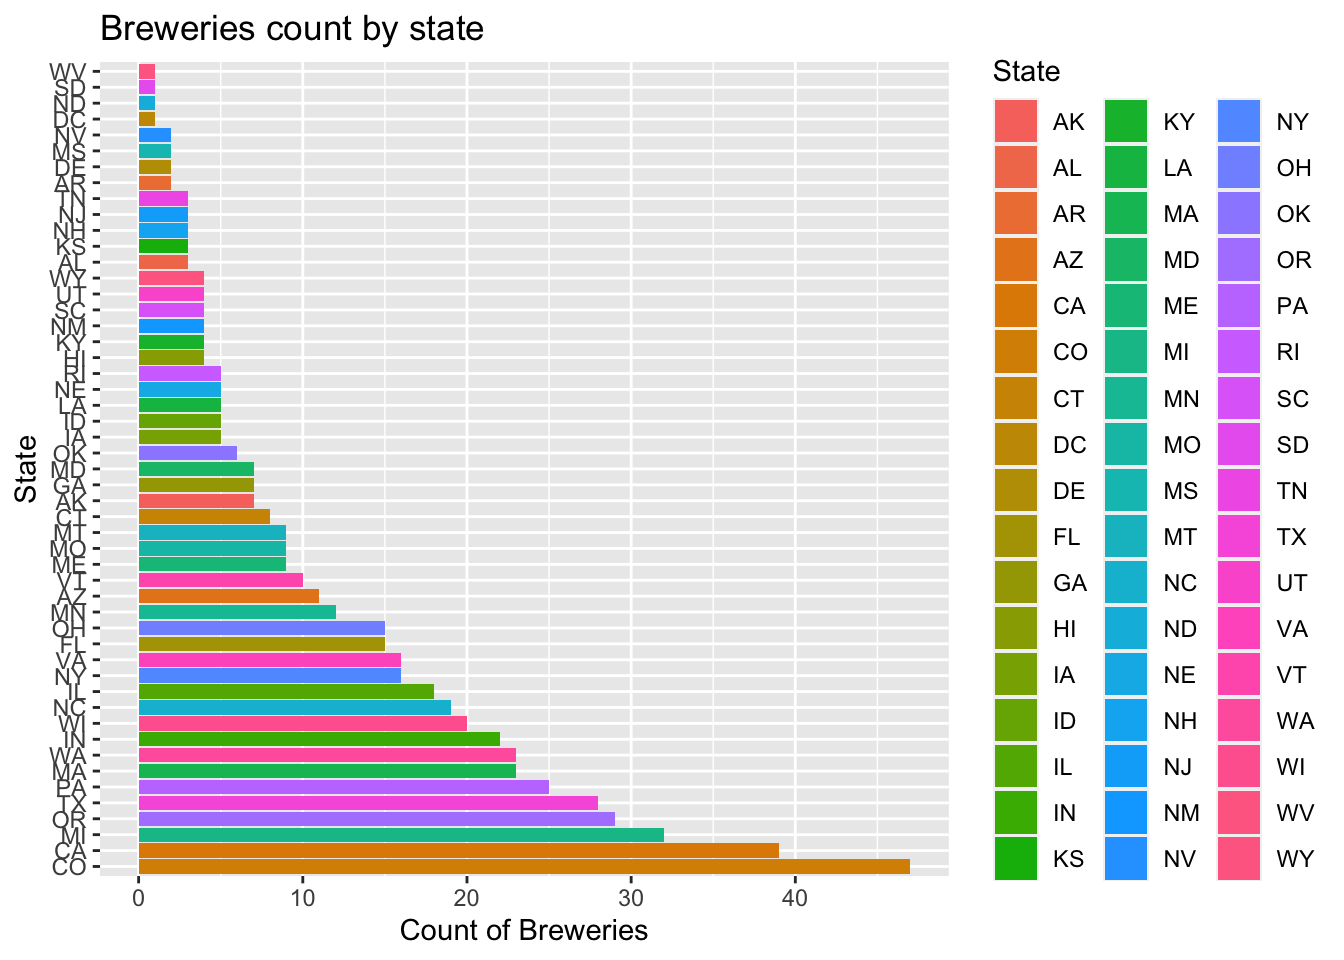 Breweries count by state
State
WV
SD
ND
DC
NV
MS
DE
AR
TN
NJ
NH
KS
AL
WY
UT
SC
NM
KY
HI
RI
NE
LA
ID
IA
OK
MD
GA
AK
CT
MT
MO
ME
VT
AZ
MN
OH
FL
VA
NY
IL
NC
WI
IN
WA
MA
PA
TX
OR
MI
CA
CO
0 10 20 30 40
Count of Breweries
State
AK KY NY
AL LA OH
AR MA OK
AZ MD OR
CA ME PA
CO MI RI
CT MN SC
DC MO SD
DE MS TN
FL MT TX
GA NC UT
HI ND VA
IA NE VT
ID NH WA
IL NJ WI
IN NM WV
KS NV WY